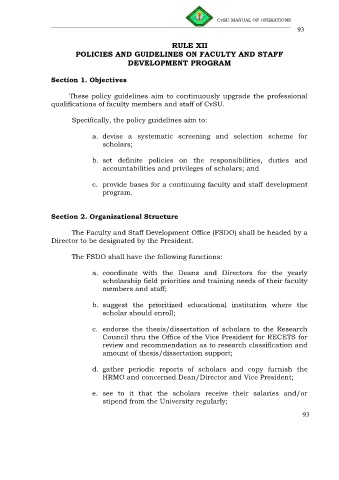 CvSU MANUAL OF OPERATIONS
93
RULE XII
POLICIES AND GUIDELINES ON FACULTY AND STAFF
DEVELOPMENT PROGRAM
Section 1. Objectives
These policy guidelines aim to continuously upgrade the professional
qualifications of faculty members and staff of CvSU.
Specifically, the policy guidelines aim to:
a. devise a systematic screening and selection scheme for
scholars;
b. set definite policies on the responsibilities, duties and
accountabilities and privileges of scholars; and
c. provide bases for a continuing faculty and staff development
program.
Section 2. Organizational Structure
The Faculty and Staff Development Office (FSDO) shall be headed by a
Director to be designated by the President.
The FSDO shall have the following functions:
a. coordinate with the Deans and Directors for the yearly
scholarship field priorities and training needs of their faculty
members and staff;
b. suggest the prioritized educational institution where the
scholar should enroll;
c. endorse the thesis/dissertation of scholars to the Research
Council thru the Office of the Vice President for RECETS for
review and recommendation as to research classification and
amount of thesis/dissertation support;
d. gather periodic reports of scholars and copy furnish the
HRMO and concerned Dean/Director and Vice President;
e. see to it that the scholars receive their salaries and/or
stipend from the University regularly;
93